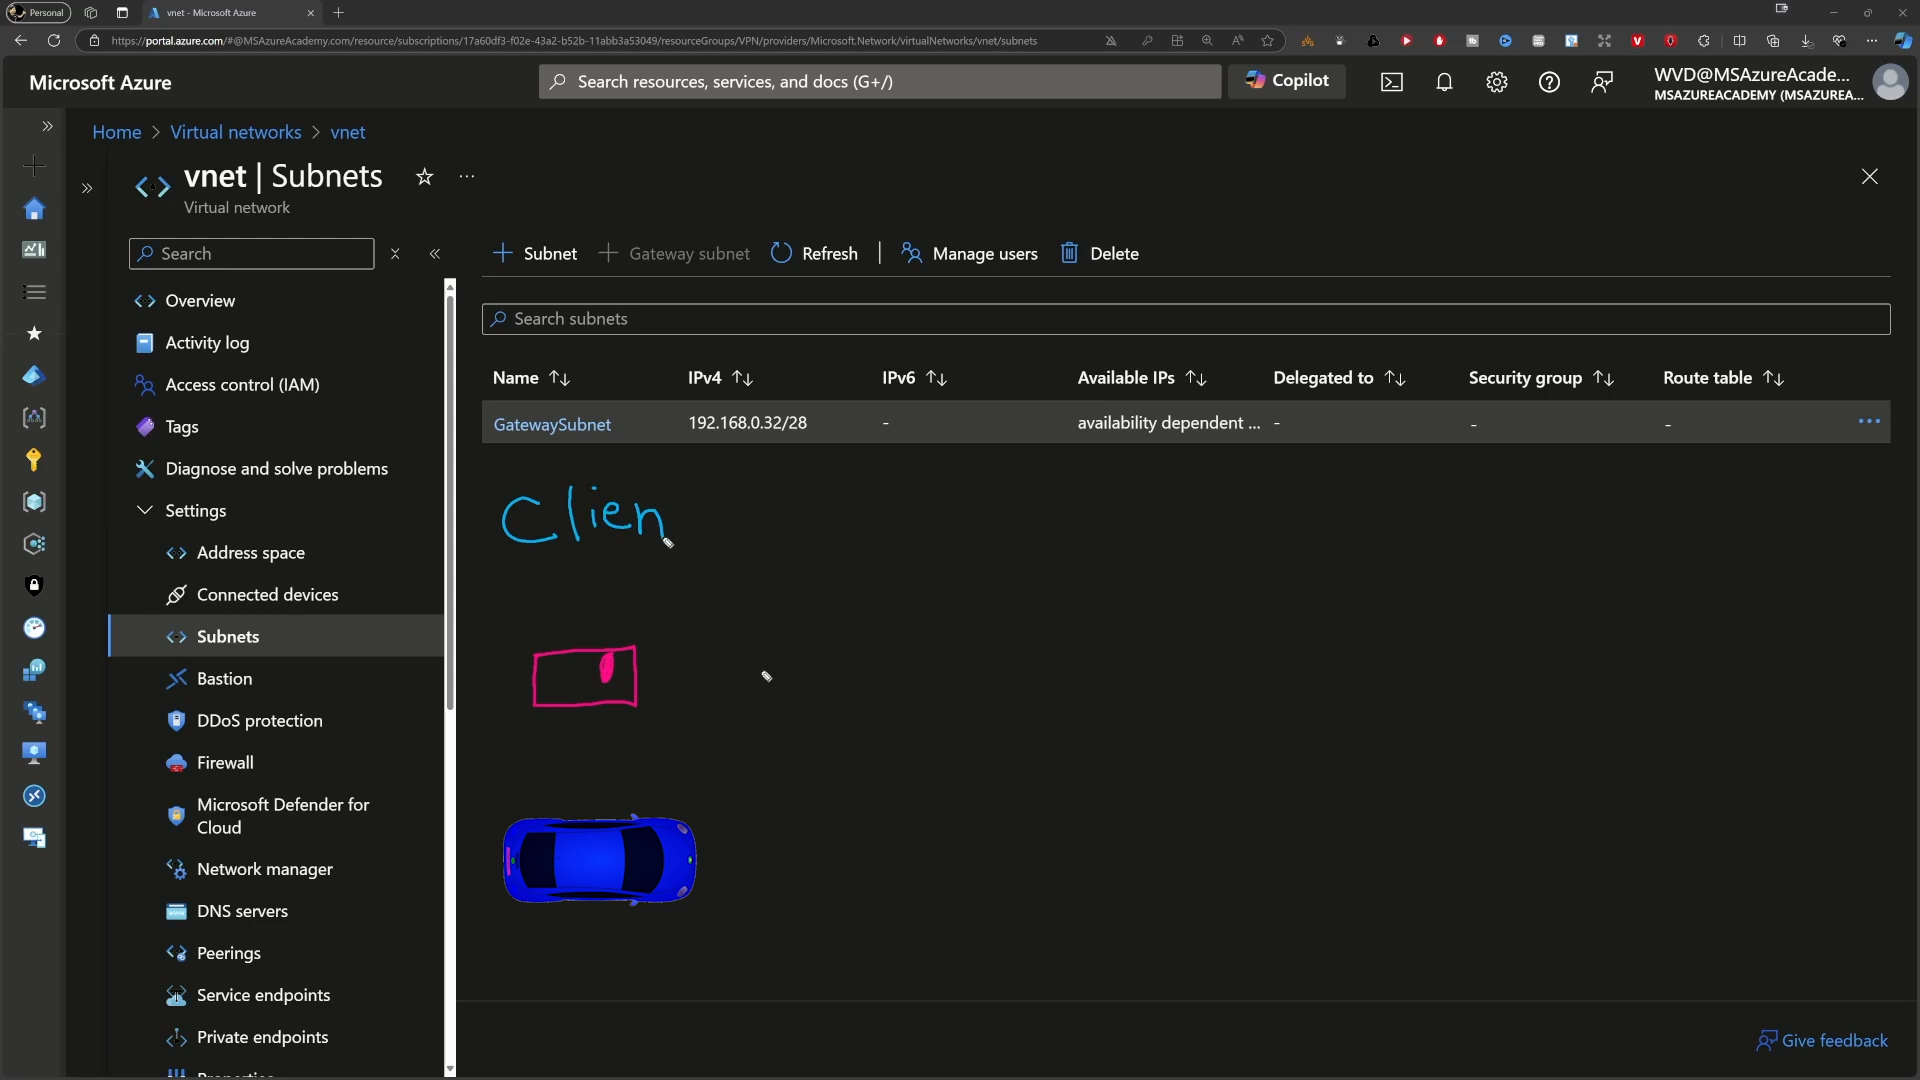 Personal
vnet - Microsoft Azure
https://portal.azure.com/#@MSAzureAcademy.com/resource/subscriptions/17a60df3-f02e-43a2-b52b-11abb3a53049/resourceGroups/VPN/providers/Microsoft.Network/virtualNetworks/vnet/subnets
Microsoft Azure
Search resources, services, and docs (G+/)
Copilot
WVD@MSAzureAcade...
MSAZUREACADEMY (MSAZUREA...
Home > Virtual networks > vnet
vnet | Subnets
Virtual network
Search
+ Subnet
+ Gateway subnet
Refresh
Manage users
Delete
Overview
Activity log
Access control (IAM)
Tags
Diagnose and solve problems
Settings
Address space
Connected devices
Subnets
Bastion
DDoS protection
Firewall
Microsoft Defender for
Cloud
Network manager
DNS servers
Peerings
Service endpoints
Private endpoints
Search subnets
Name IPv4 IPv6 Available IPs Delegated to Security group Route table
GatewaySubnet 192.168.0.32/28 - availability dependent ... - - -
Clien
Give feedback